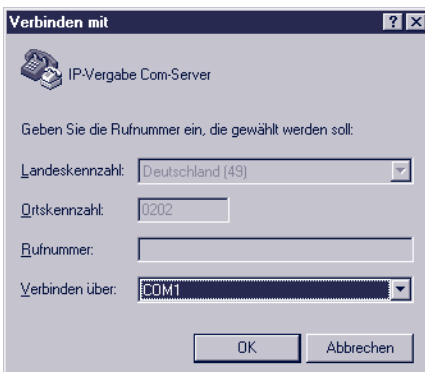 Verbinden mit
IP-Vergabe Com-Server
Geben Sie die Rufnummer ein, die gewählt werden soll:
Landeskennzahl: Deutschland (49)
Ortskennzahl: 0202
Rufnummer:
Verbinden über: COM1
OK Abbrechen